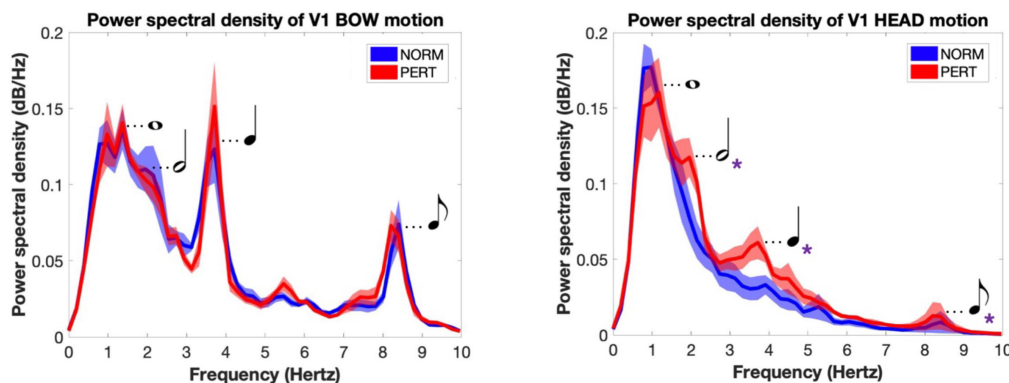 Power spectral density of V1 BOW motion
Power spectral density (dB/Hz)
0.2
0.15
0.1
0.05
0
NORM
PERT
0 1 2 3 4 5 6 7 8 9 10
Frequency (Hertz)
Power spectral density of V1 HEAD motion
Power spectral density (dB/Hz)
0.2
0.15
0.1
0.05
0
NORM
PERT
*
*
*
0 1 2 3 4 5 6 7 8 9 10
Frequency (Hertz)